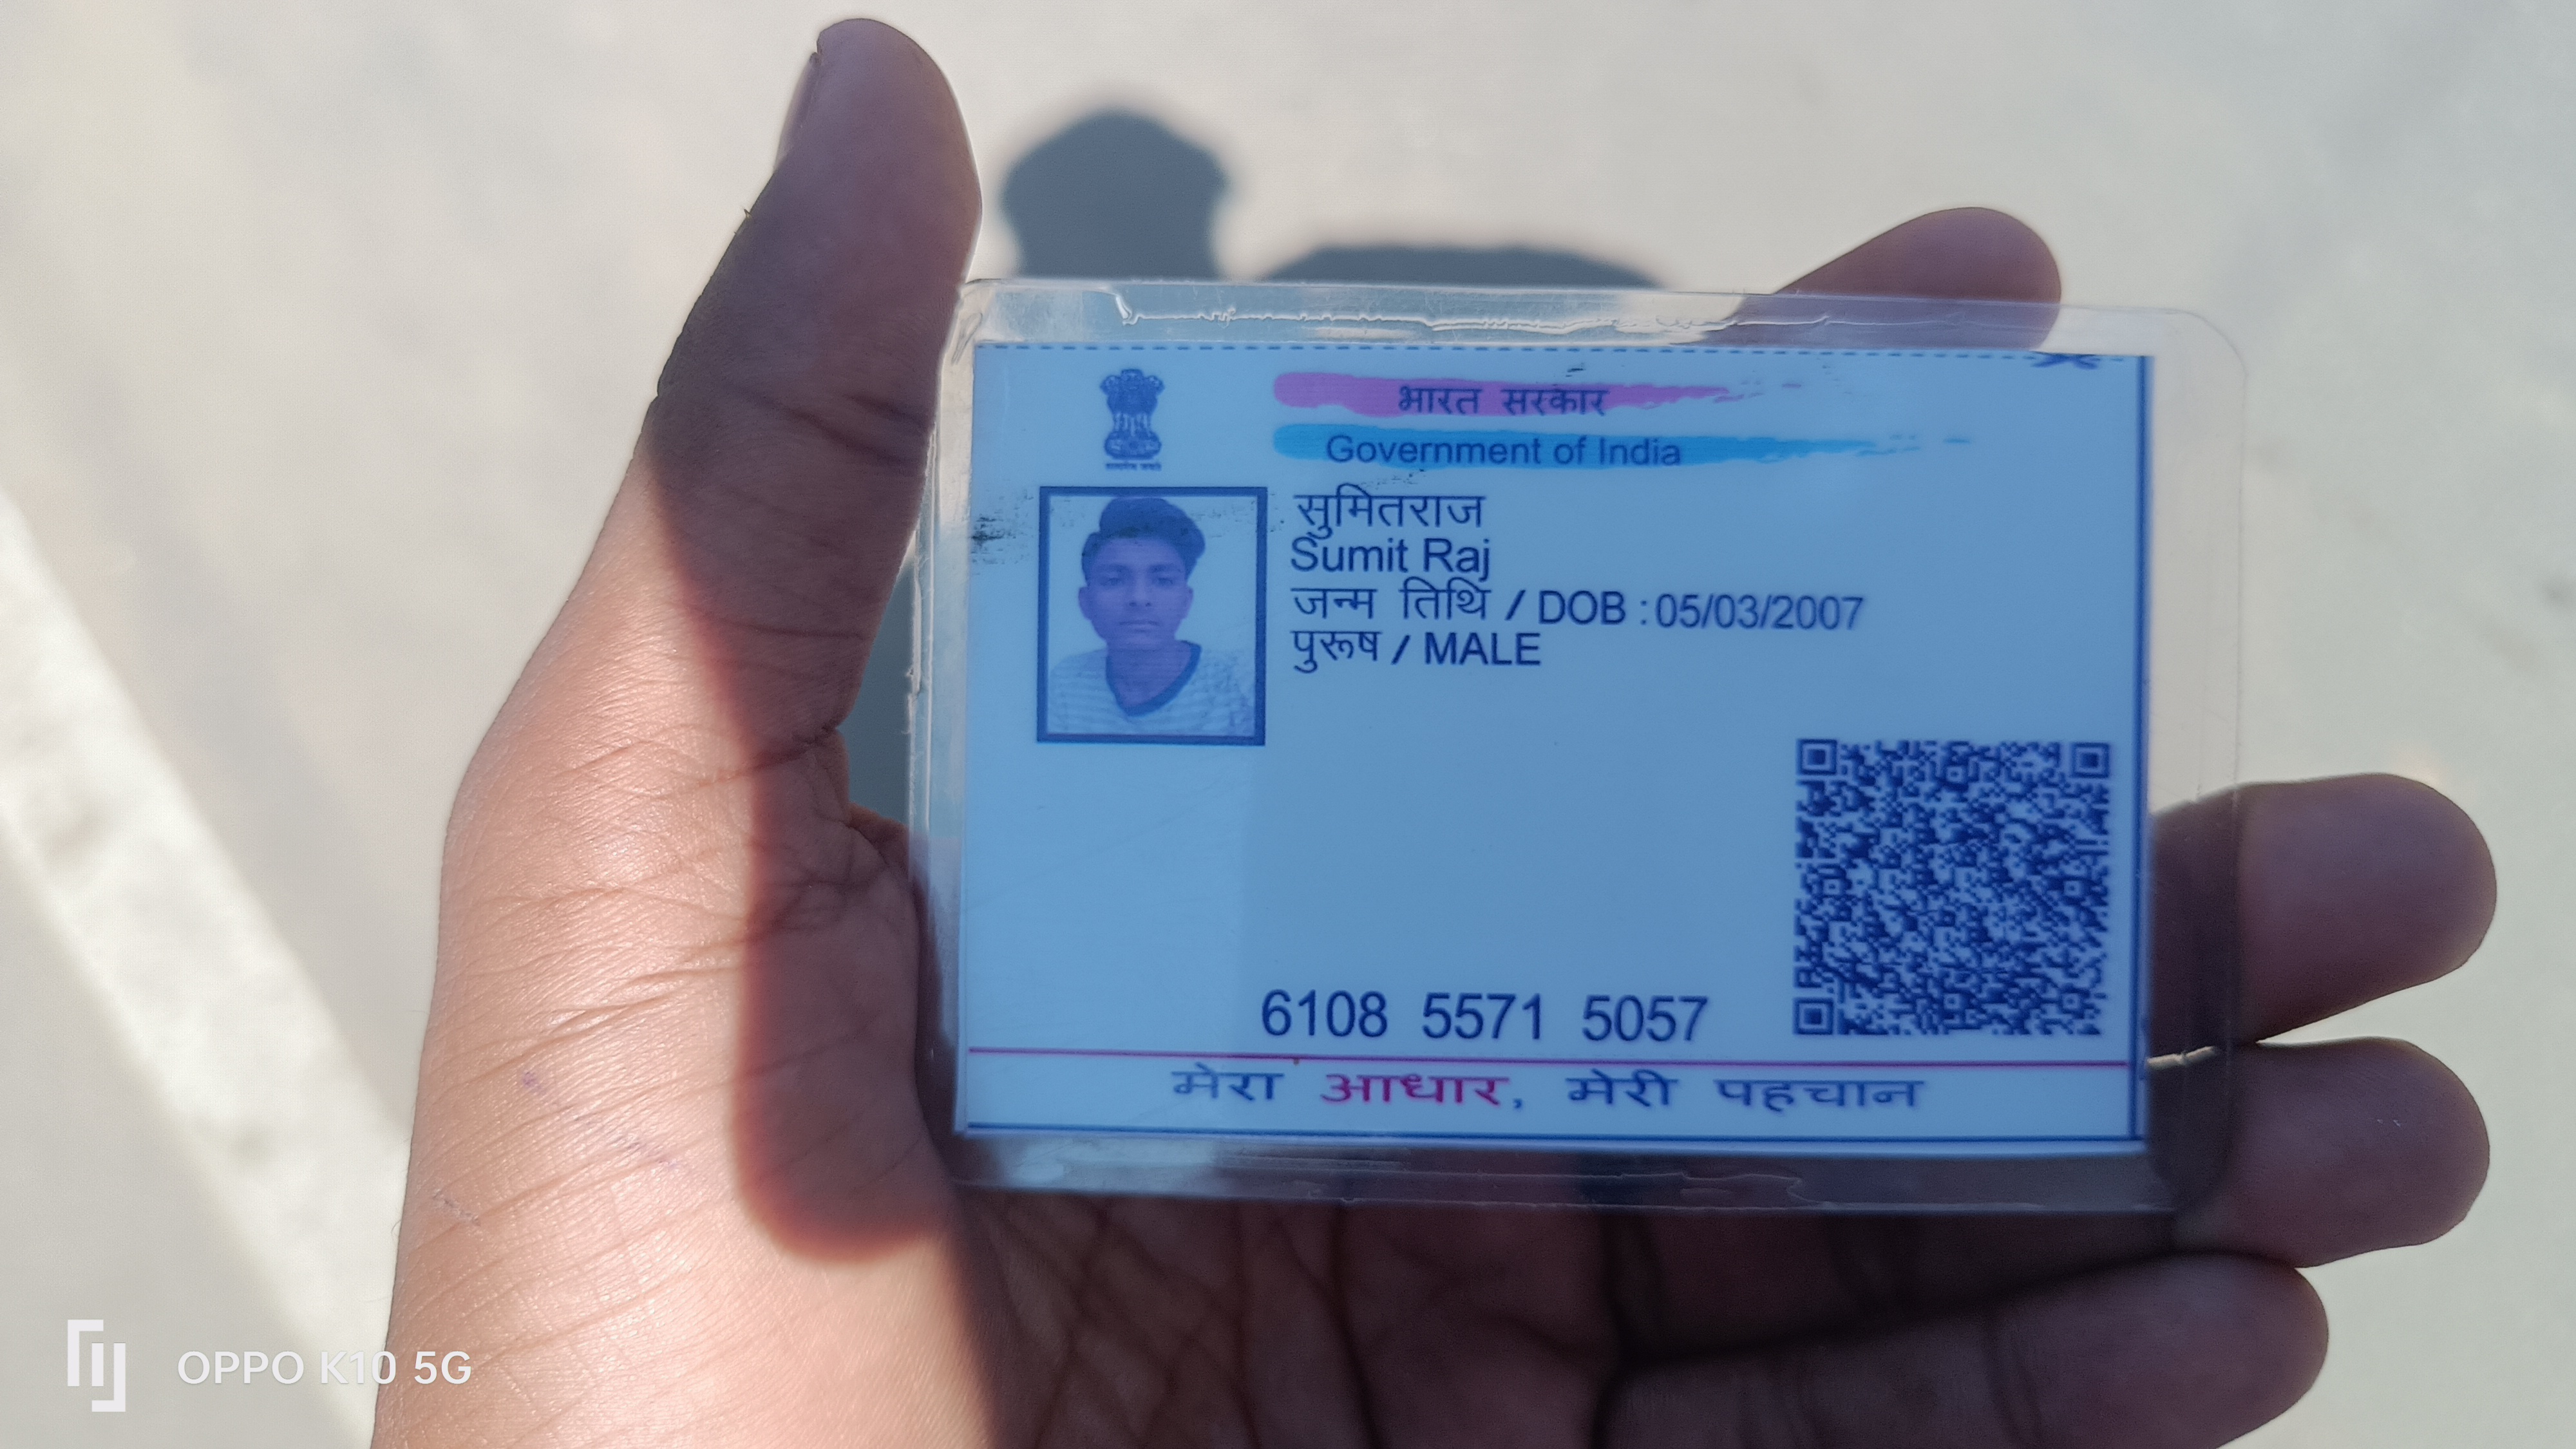 भारत सरकार
Government of India
सुमितराज
Sumit Raj
जन्म तिथि / DOB : 05/03/2007
पुरूष / MALE
6108 5571 5057
मेरा आधार, मेरी पहचान
OPPO K10 5G